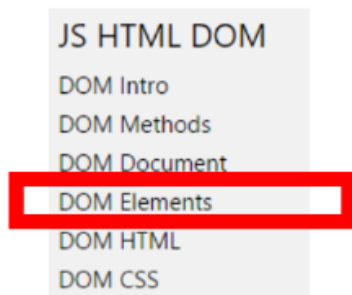 JS HTML DOM
DOM Intro
DOM Methods
DOM Document
DOM Elements
DOM HTML
DOM CSS